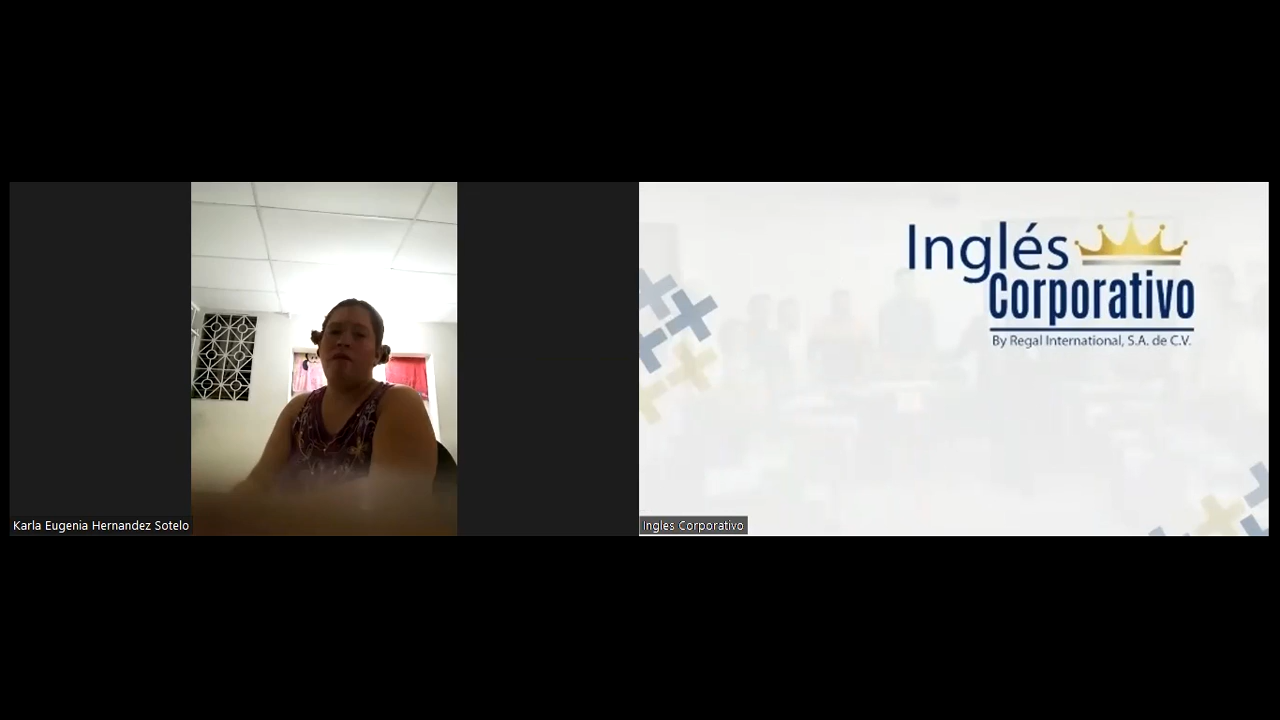 Inglés
Corporativo
By Regal International, S.A. de C.V.
Karla Eugenia Hernandez Sotelo
Ingles Corporativo